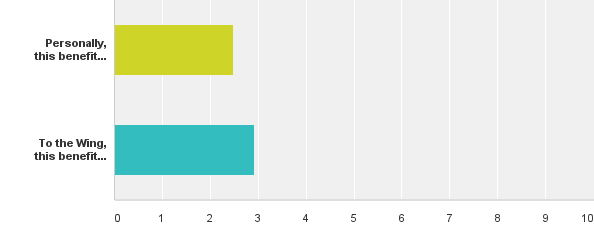 Personally,
this benefit...
To the Wing,
this benefit...
0 1 2 3 4 5 6 7 8 9 10